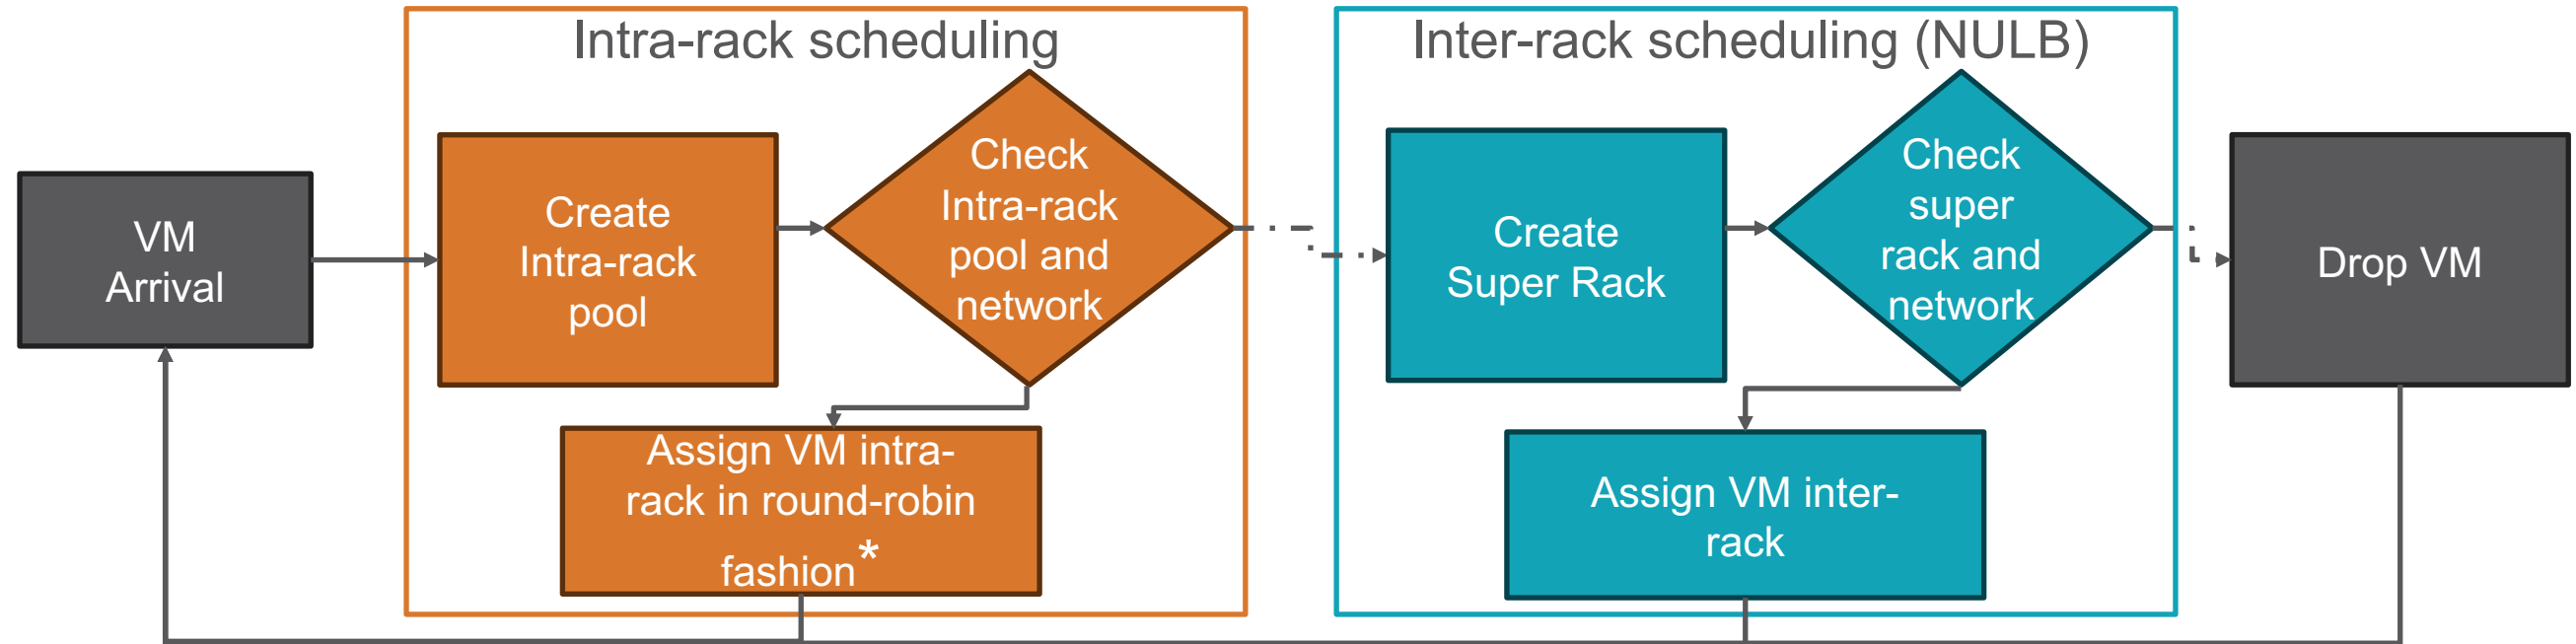 Intra-rack scheduling
Inter-rack scheduling (NULB)
VM
Arrival
Create
Intra-rack
pool
Check
Intra-rack
pool and
network
Assign VM intra-
rack in round-robin
fashion*
Create
Super Rack
Check
super
rack and
network
Assign VM inter-
rack
Drop VM